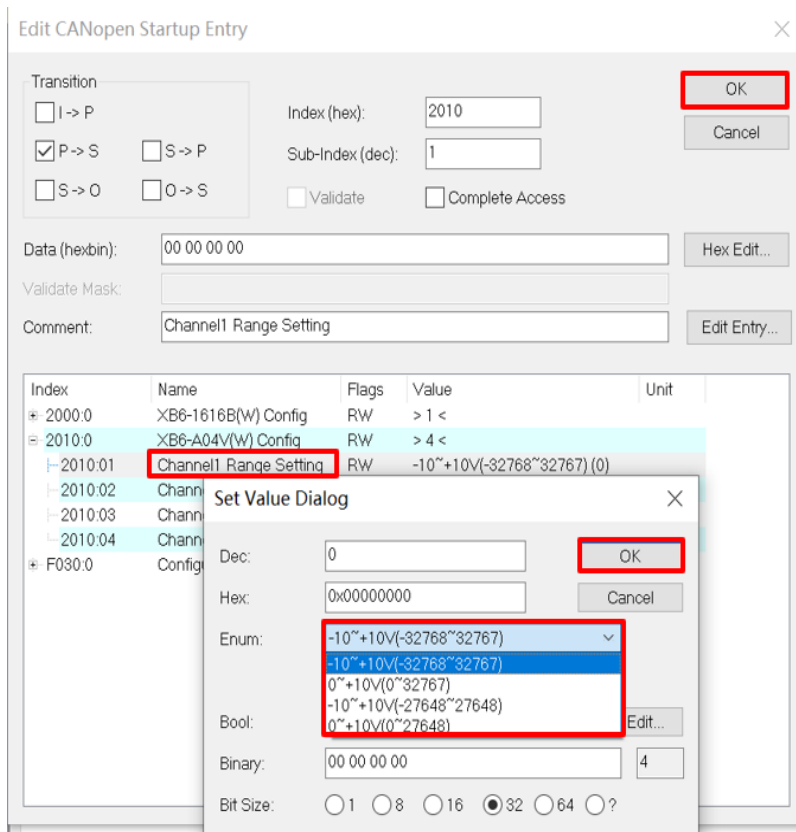 Edit CANopen Startup Entry
Transition
I -> P
P -> S
S -> P
S -> O
O -> S
Index (hex):
2010
Sub-Index (dec):
1
Validate
Complete Access
OK
Cancel
Data (hexbin):
00 00 00 00
Hex Edit...
Validate Mask:
Comment:
Channel1 Range Setting
Edit Entry...
Index Name Flags Value Unit
2000:0 XB6-1616B(W) Config RW > 1 <
2010:0 XB6-A04V(W) Config RW > 4 <
2010:01 Channel1 Range Setting RW -10~+10V(-32768~32767) (0)
2010:02
2010:03
2010:04
F030:0
Set Value Dialog
Dec:
0
OK
Hex:
0x00000000
Cancel
Enum:
-10~+10V(-32768~32767)
-10~+10V(-32768~32767)
0~+10V(0~32767)
-10~+10V(-27648~27648)
0~+10V(0~27648)
Bool:
Edit...
Binary:
00 00 00 00
4
Bit Size:
1 8 16 32 64 ?